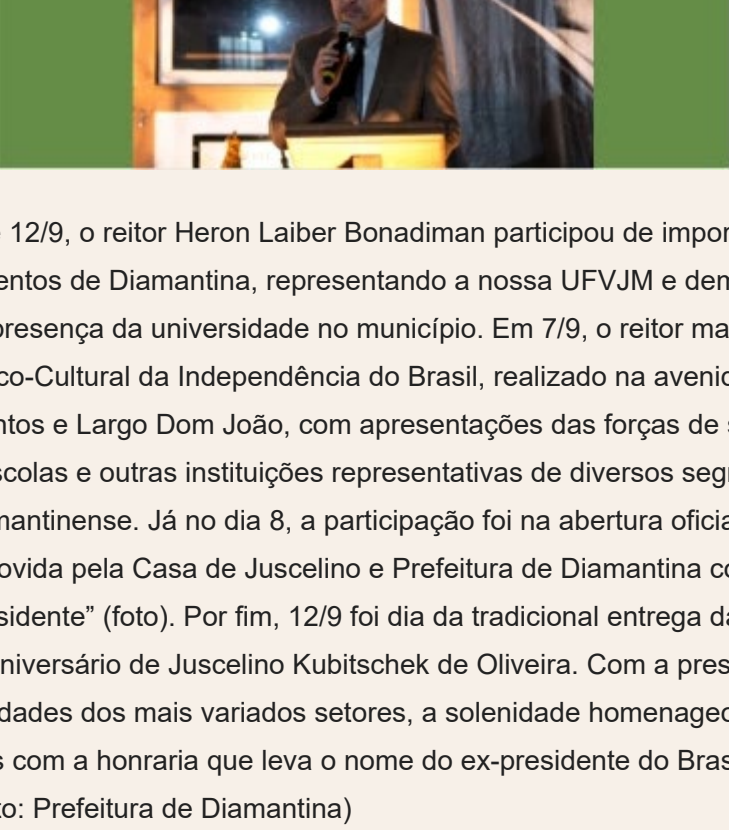 12/9, o reitor Heron Laiber Bonadiman participou de impor
entos de Diamantina, representando a nossa UFVJM e dem
presença da universidade no município. Em 7/9, o reitor ma
co-Cultural da Independência do Brasil, realizado na avenid
ntos e Largo Dom João, com apresentações das forças de s
scolas e outras instituições representativas de diversos seg
mantinense. Já no dia 8, a participação foi na abertura oficia
ovida pela Casa de Juscelino e Prefeitura de Diamantina co
sidente” (foto). Por fim, 12/9 foi dia da tradicional entrega da
niversário de Juscelino Kubitschek de Oliveira. Com a pres
dades dos mais variados setores, a solenidade homenageo
s com a honraria que leva o nome do ex-presidente do Bras
to: Prefeitura de Diamantina)